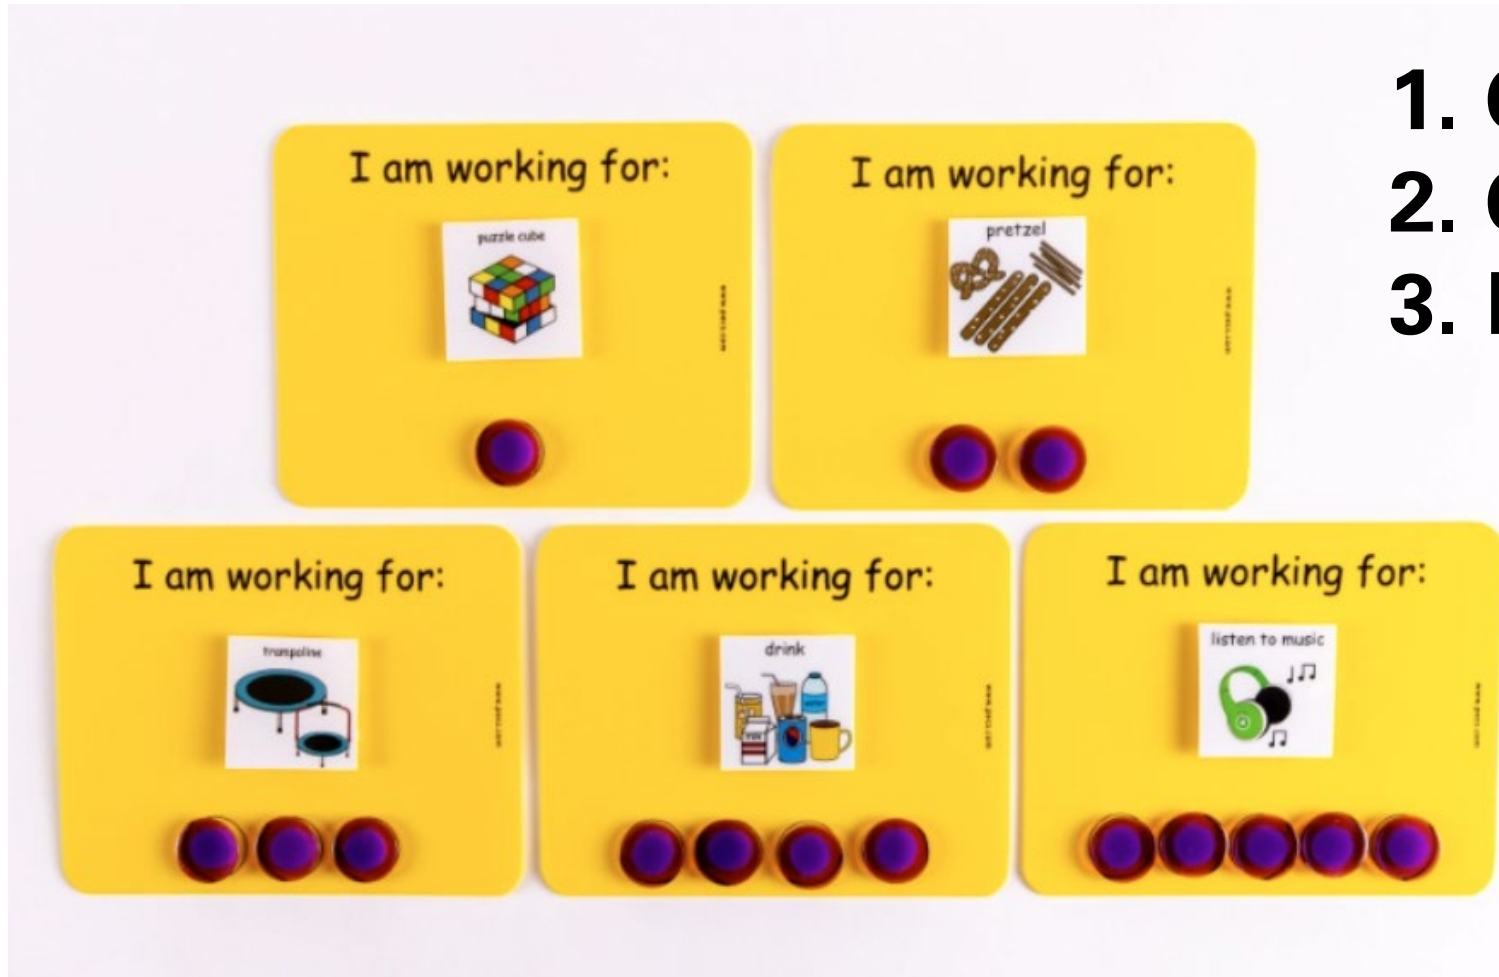 I am working for:
puzzle cube
I am working for:
pretzel
I am working for:
trampoline
I am working for:
drink
I am working for:
listen to music
1.
2.
3.